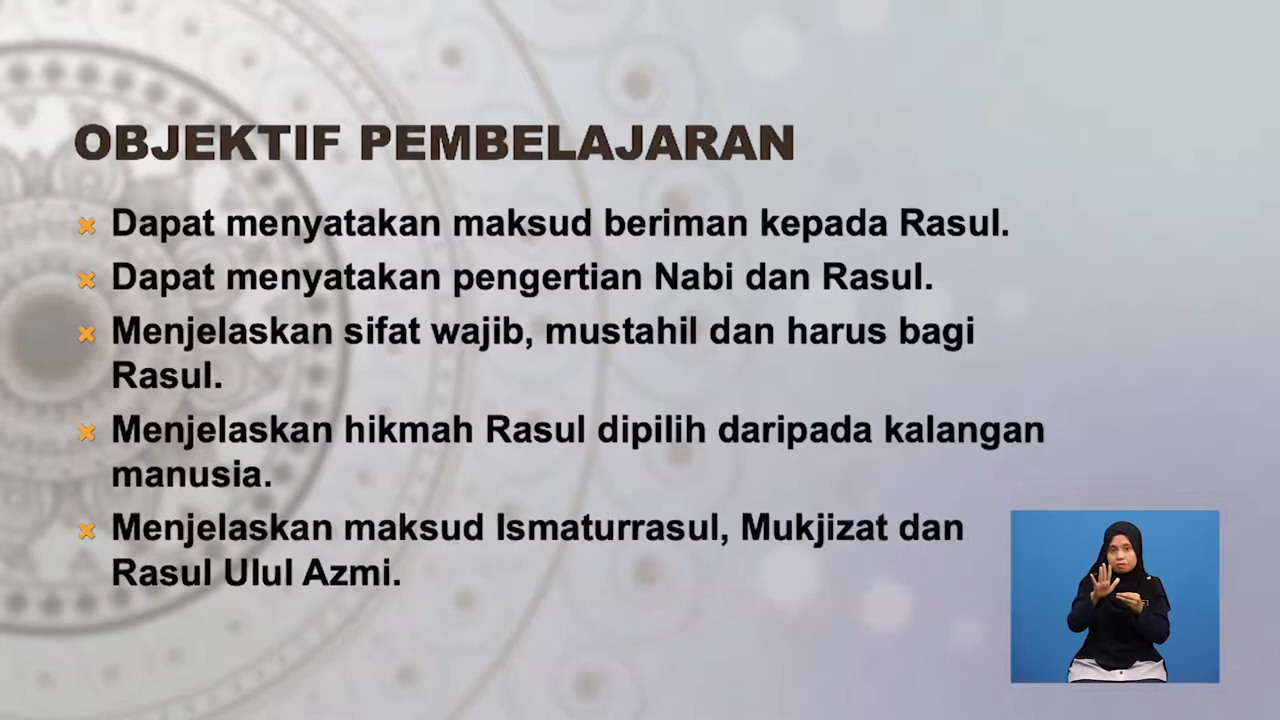 OBJEKTIF PEMBELAJARAN
Dapat menyatakan maksud beriman kepada Rasul.
Dapat menyatakan pengertian Nabi dan Rasul.
Menjelaskan sifat wajib, mustahil dan harus bagi
Rasul.
Menjelaskan hikmah Rasul dipilih daripada kalangan
manusia.
Menjelaskan maksud Ismaturrasul, Mukjizat dan
Rasul Ulul Azmi.